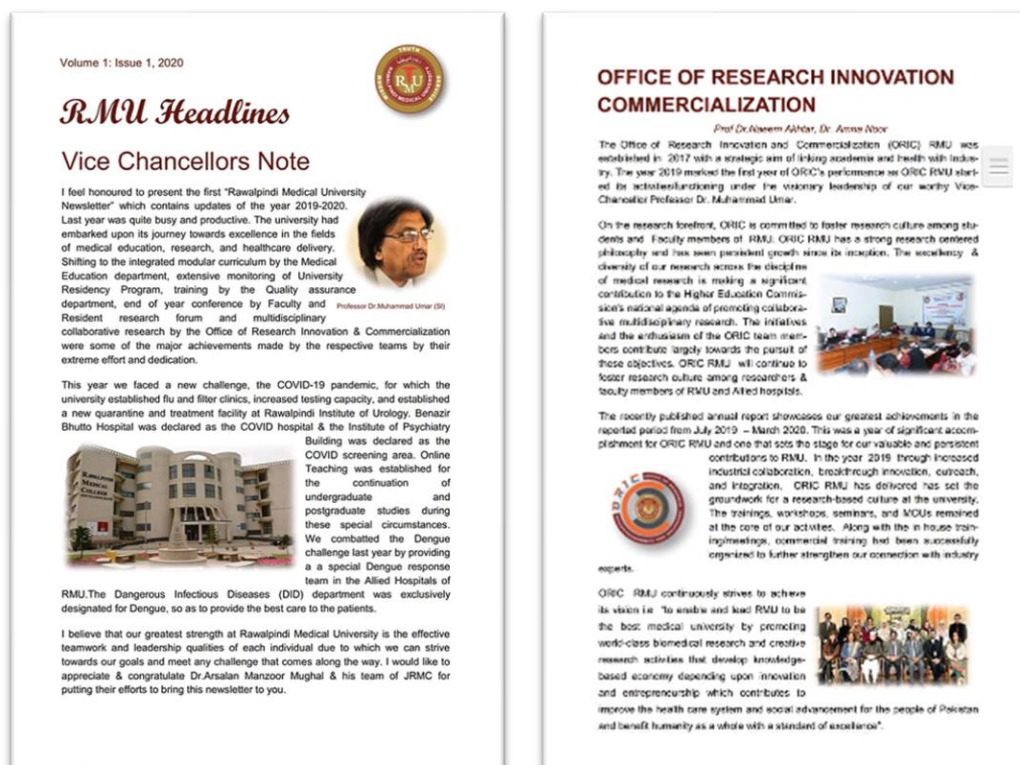 Volume 1: Issue 1, 2020
RMU Headlines
Vice Chancellors Note
I feel honoured to present the first “Rawalpindi Medical University
Newsletter” which contains updates of the year 2019-2020.
Last year was quite busy and productive. The university had
embarked upon its journey towards excellence in the fields
of medical education, research, and healthcare delivery.
Shifting to the integrated modular curriculum by the Medical
Education department, extensive monitoring of University
Residency Program, training by the Quality assurance
department, end of year conference by Faculty and
Resident research forum and multidisciplinary
Professor Dr.Muhammad Umar (SI)
collaborative research by the Office of Research Innovation & Commercialization
were some of the major achievements made by the respective teams by their
extreme effort and dedication.
This year we faced a new challenge, the COVID-19 pandemic, for which the
university established flu and filter clinics, increased testing capacity, and established
a new quarantine and treatment facility at Rawalpindi Institute of Urology. Benazir
Bhutto Hospital was declared as the COVID hospital & the Institute of Psychiatry
Building was declared as the
COVID screening area. Online
Teaching was established for
the continuation of
undergraduate and
postgraduate studies during
these special circumstances.
We combatted the Dengue
challenge last year by providing
a a special Dengue response
team in the Allied Hospitals of
RAWALPINDI
MEDICAL
COLLEGE
RMU.The Dangerous Infectious Diseases (DID) department was exclusively
designated for Dengue, so as to provide the best care to the patients.
I believe that our greatest strength at Rawalpindi Medical University is the effective
teamwork and leadership qualities of each individual due to which we can strive
towards our goals and meet any challenge that comes along the way. I would like to
appreciate & congratulate Dr.Arsalan Manzoor Mughal & his team of JRMC for
putting their efforts to bring this newsletter to you.
TRUTH
WISDOM
SERVICE
RAWALPINDI MEDICAL UNIVERSITY
RMU
OFFICE OF RESEARCH INNOVATION
COMMERCIALIZATION
Prof Dr.Naeem Akhtar, Dr. Amna Noor
The Office of Research Innovation and Commercialization (ORIC) RMU was
established in 2017 with a strategic aim of linking academia and health with Indus-
try. The year 2019 marked the first year of ORIC's performance as ORIC RMU start-
ed its activities/functioning under the visionary leadership of our worthy Vice-
Chancellor Professor Dr. Muhammad Umar.
On the research forefront, ORIC is committed to foster research culture among stu-
dents and Faculty members of RMU. ORIC RMU has a strong research centered
philosophy and has seen persistent growth since its inception. The excellency &
diversity of our research across the discipline
of medical research is making a significant
contribution to the Higher Education Commis-
sion's national agenda of promoting collabora-
tive multidisciplinary research. The initiatives
and the enthusiasm of the ORIC team mem-
bers contribute largely towards the pursuit of
these objectives. ORIC RMU will continue to
foster research culture among researchers &
faculty members of RMU and Allied hospitals.
The recently published annual report showcases our greatest achievements in the
reported period from July 2019 – March 2020. This was a year of significant accom-
plishment for ORIC RMU and one that sets the stage for our valuable and persistent
contributions to RMU. In the year 2019 through increased
industrial collaboration, breakthrough innovation, outreach,
and integration, ORIC RMU has delivered has set the
groundwork for a research-based culture at the university.
The trainings, workshops, seminars, and MOUs remained
at the core of our activities. Along with the in house train-
ing/meetings, commercial training had been successfully
organized to further strengthen our connection with industry
experts.
ORIC
ORIC RMU continuously strives to achieve
its vision i.e "to enable and lead RMU to be
the best medical university by promoting
world-class biomedical research and creative
research activities that develop knowledge-
based economy depending upon innovation
and entrepreneurship which contributes to
improve the health care system and social advancement for the people of Pakistan
and benefit humanity as a whole with a standard of excellence".